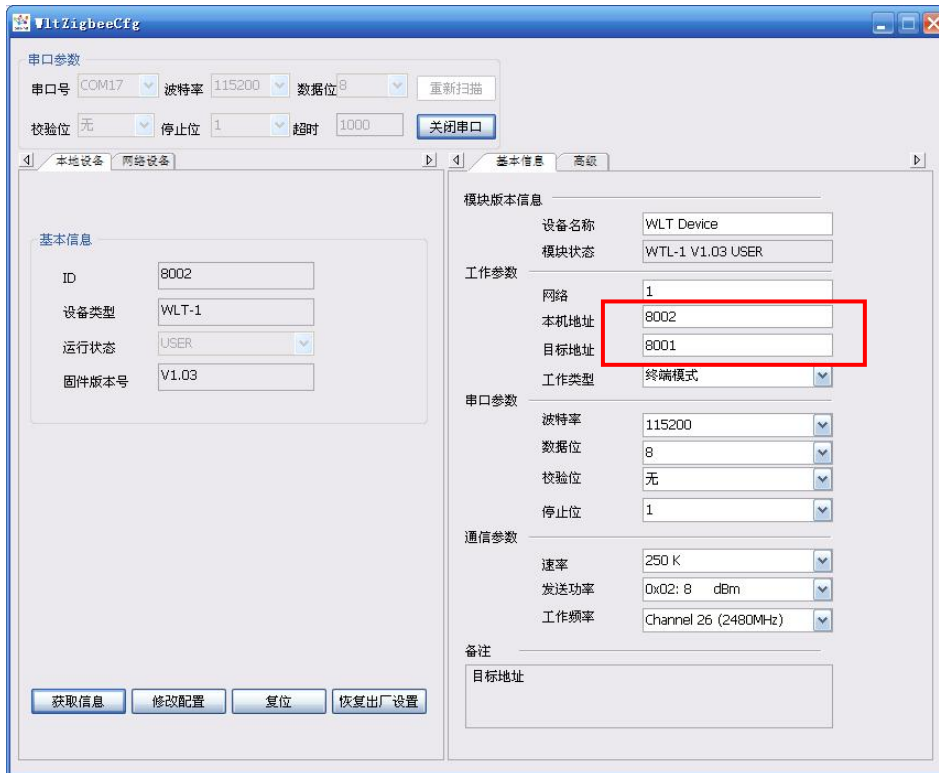 WltZigbeeCfg
串口参数
串口号 COM17 波特率 115200 数据位 8 重新扫描
校验位 无 停止位 1 超时 1000 关闭串口
本地设备 网络设备
基本信息
ID 8002
设备类型 WLT-1
运行状态 USER
固件版本号 V1.03
获取信息 修改配置 复位 恢复出厂设置
基本信息 高级
模块版本信息
设备名称 WLT Device
模块状态 WTL-1 V1.03 USER
工作参数
网络 1
本机地址 8002
目标地址 8001
工作类型 终端模式
串口参数
波特率 115200
数据位 8
校验位 无
停止位 1
通信参数
速率 250 K
发送功率 0x02: 8 dBm
工作频率 Channel 26 (2480MHz)
备注
目标地址